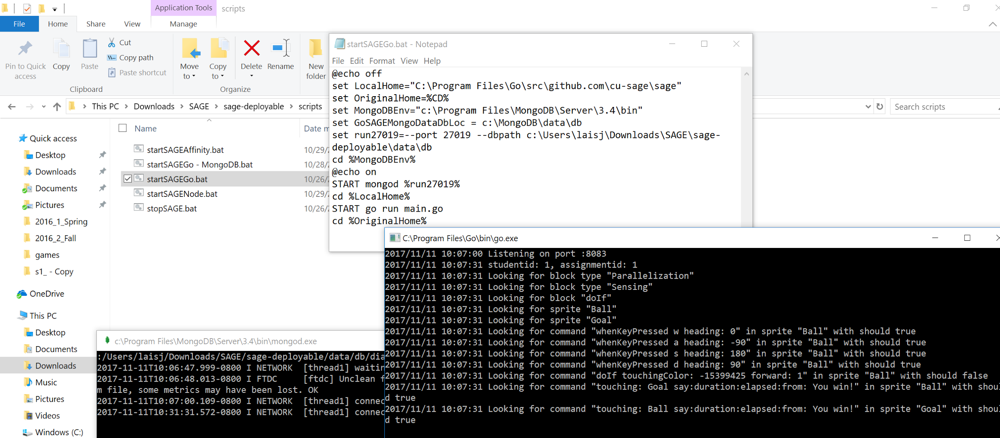 Application Tools
scripts
File
Home
Share
View
Manage
Pin to Quick access
Copy
Paste
Cut
Copy path
Paste shortcut
Clipboard
Move to
Copy to
Delete
Rename
Organize
New folder
This PC
Downloads
SAGE
sage-deployable
scripts
Search scripts
Quick access
Desktop
Downloads
Documents
Pictures
2016_1_Spring
2016_2_Fall
games
s1_ - Copy
OneDrive
This PC
Desktop
Documents
Downloads
Music
Pictures
Videos
Windows (C:)
Name
Date m
startSAGEAffinity.bat 10/29/2
startSAGEGo - MongoDB.bat 10/28/2
startSAGEGo.bat 10/26/2
startSAGENode.bat 10/29/2
stopSAGE.bat 10/26/2
startSAGEGo.bat - Notepad
File Edit Format View Help
@echo off
set LocalHome="C:\Program Files\Go\src\github.com\cu-sage\sage"
set OriginalHome=%CD%
set MongoDBEnv="c:\Program Files\MongoDB\Server\3.4\bin"
set GoSAGEMongoDataDbLoc = c:\MongoDB\data\db
set run27019=--port 27019 --dbpath c:\Users\laisj\Downloads\SAGE\sage-
deployable\data\db
cd %MongoDBEnv%
@echo on
START mongod %run27019%
cd %LocalHome%
START go run main.go
cd %OriginalHome%
c:\Program Files\MongoDB\Server\3.4\bin\mongod.exe
:/Users/laisj/Downloads/SAGE/sage-deployable/data/db/dia
2017-11-11T10:06:47.999-0800 I NETWORK  [thread1] waitin
2017-11-11T10:06:48.013-0800 I FTDC     [ftdc] Unclean f
m file, some metrics may have been lost. OK
2017-11-11T10:07:00.109-0800 I NETWORK  [thread1] connec
2017-11-11T10:31:31.572-0800 I NETWORK  [thread1] connec
C:\Program Files\Go\bin\go.exe
2017/11/11 10:07:00 Listening on port :8083
2017/11/11 10:07:31 studentid: 1, assignmentid: 1
2017/11/11 10:07:31 Looking for block type "Parallelization"
2017/11/11 10:07:31 Looking for block type "Sensing"
2017/11/11 10:07:31 Looking for block "doIf"
2017/11/11 10:07:31 Looking for sprite "Ball"
2017/11/11 10:07:31 Looking for sprite "Goal"
2017/11/11 10:07:31 Looking for command "whenKeyPressed w heading: 0" in sprite "Ball" with should true
2017/11/11 10:07:31 Looking for command "whenKeyPressed a heading: -90" in sprite "Ball" with should true
2017/11/11 10:07:31 Looking for command "whenKeyPressed s heading: 180" in sprite "Ball" with should true
2017/11/11 10:07:31 Looking for command "whenKeyPressed d heading: 90" in sprite "Ball" with should true
2017/11/11 10:07:31 Looking for command "doIf touchingColor: -15399425 forward: 1" in sprite "Ball" with should false
2017/11/11 10:07:31 Looking for command "touching: Goal say:duration:elapsed:from: You win!" in sprite "Ball" with shoul
d true
2017/11/11 10:07:31 Looking for command "touching: Ball say:duration:elapsed:from: You win!" in sprite "Goal" with shoul
d true